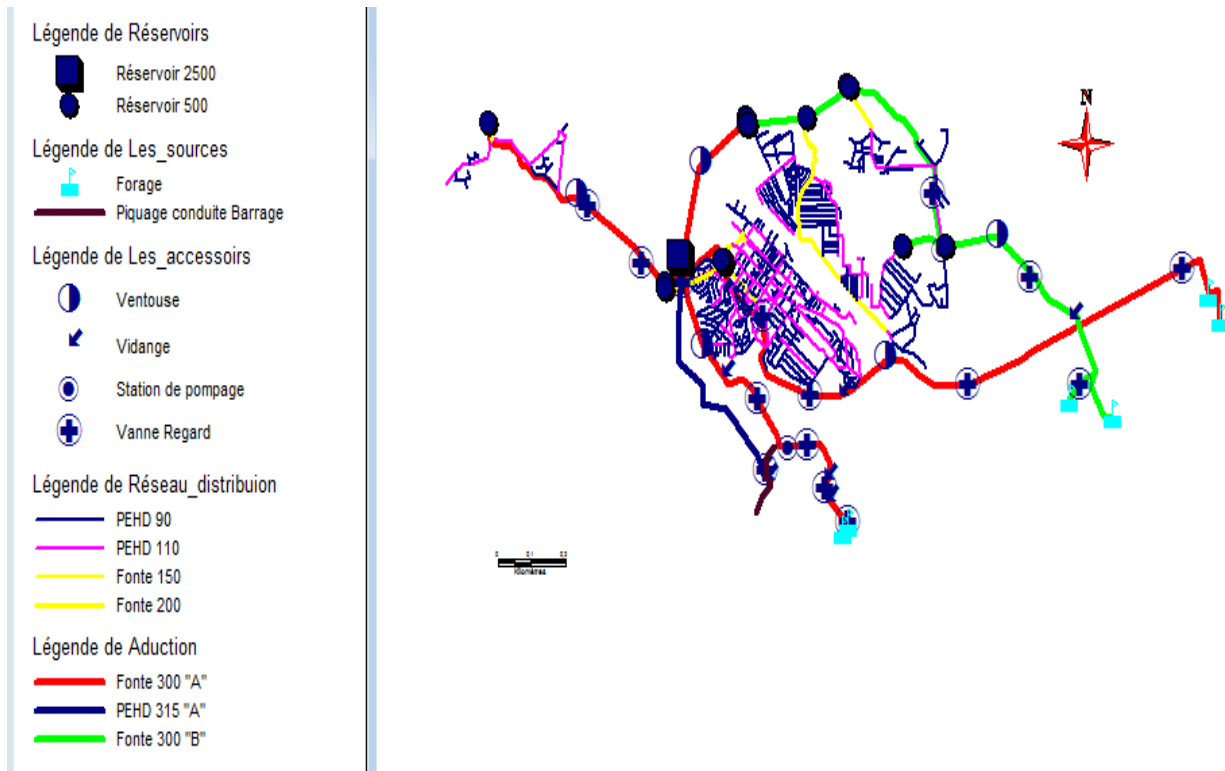 Légende de Réservoirs
Réservoir 2500
Réservoir 500
Légende de Les_sources
Forage
Piquage conduite Barrage
Légende de Les_accessoirs
Ventouse
Vidange
Station de pompage
Vanne Regard
Légende de Réseau_distribuion
PEHD 90
PEHD 110
Fonte 150
Fonte 200
Légende de Aduction
Fonte 300 "A"
PEHD 315 "A"
Fonte 300 "B"
N
Kilomètres